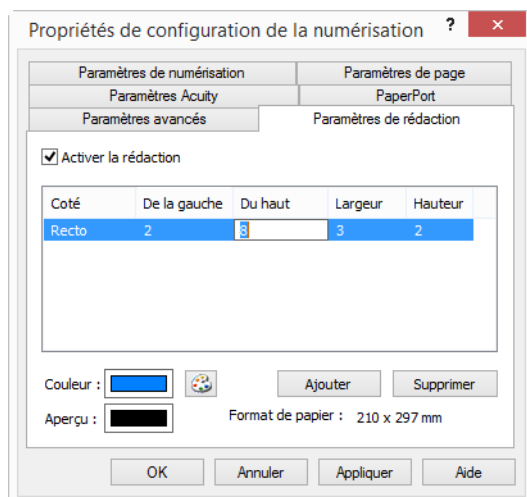 Propriétés de configuration de la numérisation ? ×
Paramètres de numérisation Paramètres de page
Paramètres Acuity PaperPort
Paramètres avancés Paramètres de rédaction
Activer la rédaction
Coté De la gauche Du haut Largeur Hauteur
Recto 2 8 3 2
Couleur : Ajouter Supprimer
Aperçu : Format de papier : 210 x 297 mm
OK Annuler Appliquer Aide